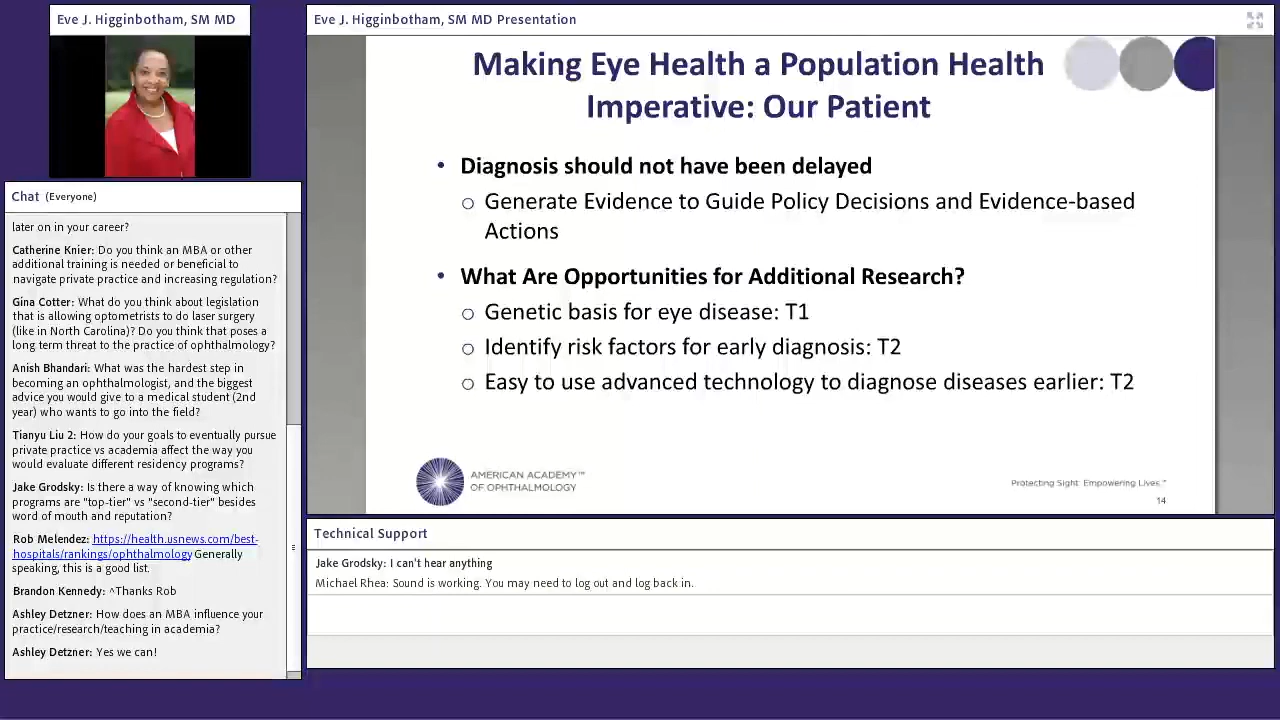 Eve J. Higginbotham, SM MD
Eve J. Higginbotham, SM MD Presentation
Making Eye Health a Population Health
Imperative: Our Patient
• Diagnosis should not have been delayed
o Generate Evidence to Guide Policy Decisions and Evidence-based
Actions
• What Are Opportunities for Additional Research?
o Genetic basis for eye disease: T1
o Identify risk factors for early diagnosis: T2
o Easy to use advanced technology to diagnose diseases earlier: T2
AMERICAN ACADEMY™
OF OPHTHALMOLOGY
Protecting Sight. Empowering Lives.™
14
Chat (Everyone)
later on in your career?
Catherine Knier: Do you think an MBA or other
additional training is needed or beneficial to
navigate private practice and increasing regulation?
Gina Cotter: What do you think about legislation
that is allowing optometrists to do laser surgery
(like in North Carolina)? Do you think that poses a
long term threat to the practice of ophthalmology?
Anish Bhandari: What was the hardest step in
becoming an ophthalmologist, and the biggest
advice you would give to a medical student (2nd
year) who wants to go into the field?
Tianyu Liu 2: How do your goals to eventually pursue
private practice vs academia affect the way you
would evaluate different residency programs?
Jake Grodsky: Is there a way of knowing which
programs are "top-tier" vs "second-tier" besides
word of mouth and reputation?
Rob Melendez: https://health.usnews.com/best-
hospitals/rankings/ophthalmology Generally
speaking, this is a good list.
Brandon Kennedy: ^Thanks Rob
Ashley Detzner: How does an MBA influence your
practice/research/teaching in academia?
Ashley Detzner: Yes we can!
Technical Support
Jake Grodsky: I can't hear anything
Michael Rhea: Sound is working. You may need to log out and log back in.